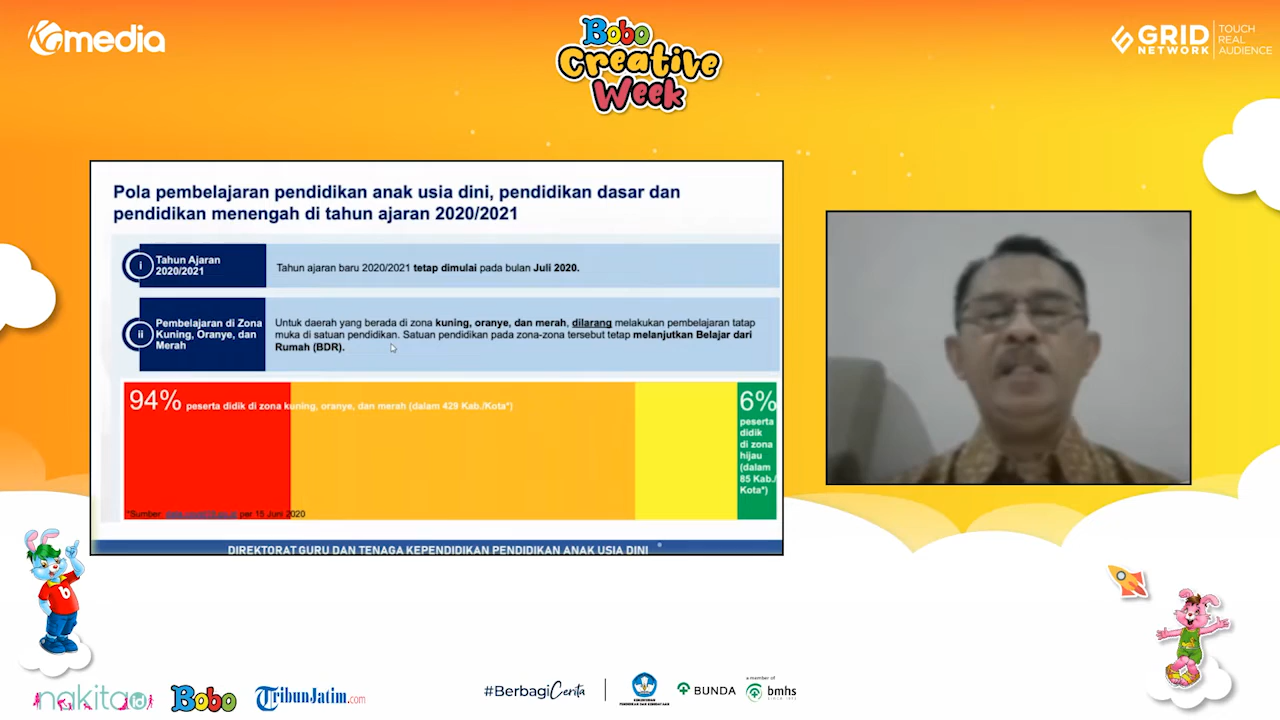 media
Bobo
Creative
Week
GRID
NETWORK
TOUCH
REAL
AUDIENCE
Pola pembelajaran pendidikan anak usia dini, pendidikan dasar dan
pendidikan menengah di tahun ajaran 2020/2021
i
Tahun Ajaran
2020/2021
Tahun ajaran baru 2020/2021 tetap dimulai pada bulan Juli 2020.
ii
Pembelajaran di Zona
Kuning, Oranye, dan
Merah
Untuk daerah yang berada di zona kuning, oranye, dan merah, dilarang melakukan pembelajaran tatap
muka di satuan pendidikan. Satuan pendidikan pada zona-zona tersebut tetap melanjutkan Belajar dari
Rumah (BDR).
94% peserta didik di zona kuning, oranye, dan merah (dalam 429 Kab./Kota*)
6%
peserta
didik
di zona
hijau
(dalam
85 Kab./
Kota*)
*Sumber: per 15 Juni 2020
DIREKTORAT GURU DAN TENAGA KEPENDIDIKAN PENDIDIKAN ANAK USIA DINI
b
nakita.id
Bobo
TribunJatim.com
#BerbagiCerita
BUNDA
a member of
bmhs